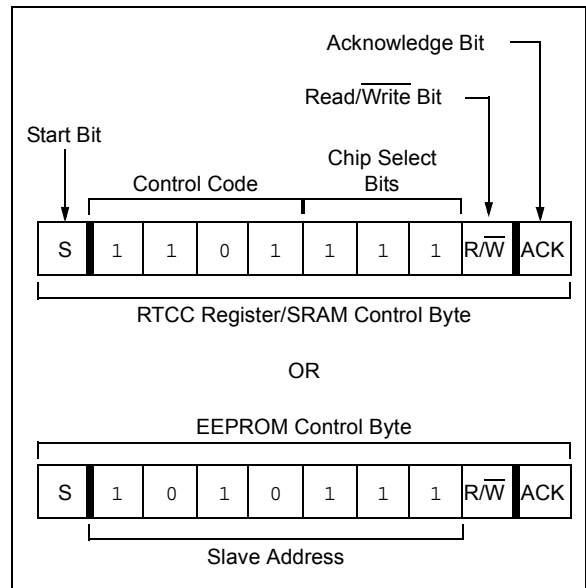 Acknowledge Bit
Read/Write Bit
Start Bit
Chip Select
Control Code Bits
S 1 1 0 1 1 1 1 R/W ACK
RTCC Register/SRAM Control Byte
OR
EEPROM Control Byte
S 1 0 1 0 1 1 1 R/W ACK
Slave Address